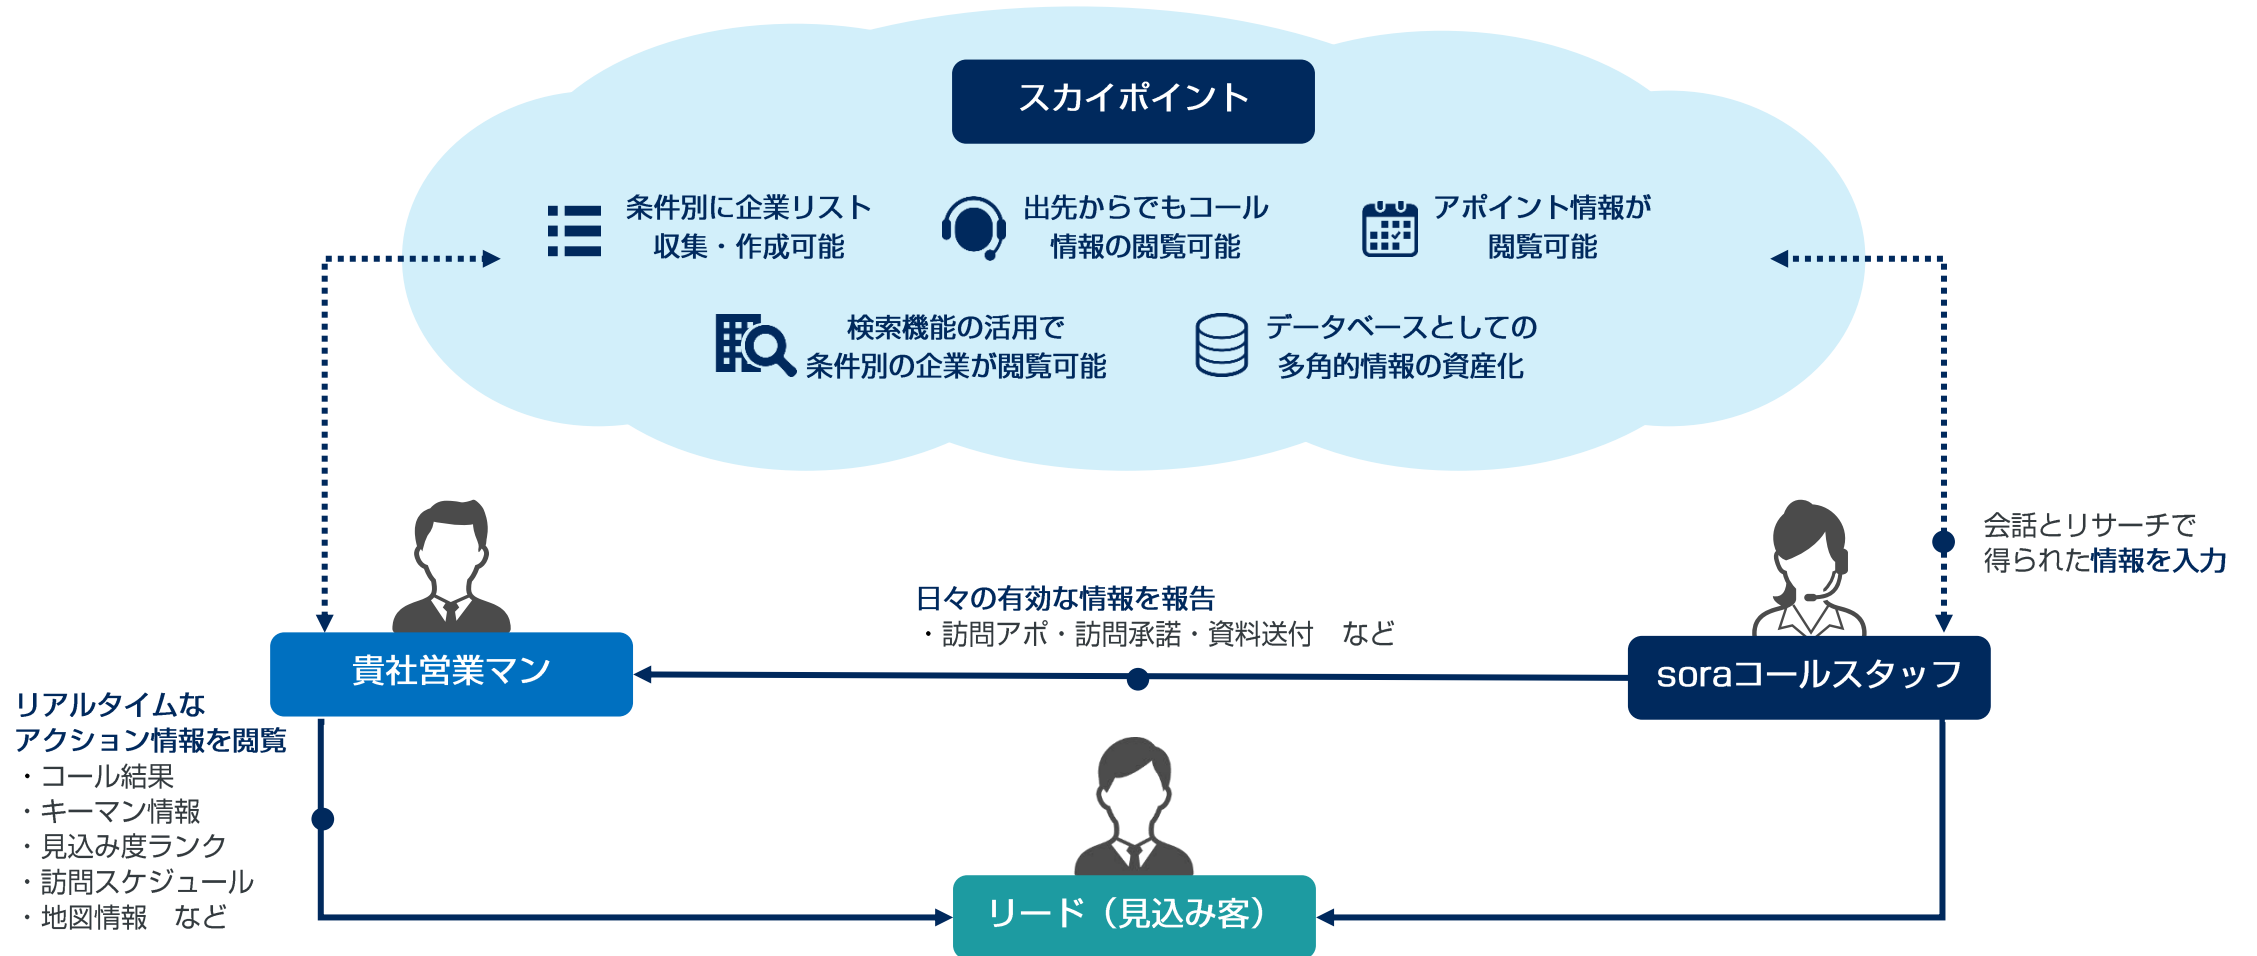 スカイポイント
条件別に企業リスト
収集・作成可能
出先からでもコール
情報の閲覧可能
アポイント情報が
閲覧可能
検索機能の活用で
条件別の企業が閲覧可能
データベースとしての
多角的情報の資産化
会話とリサーチで
得られた情報を入力
日々の有効な情報を報告
・訪問アポ・訪問承諾・資料送付　など
貴社営業マン
soraコールスタッフ
リアルタイムな
アクション情報を閲覧
・コール結果
・キーマン情報
・見込み度ランク
・訪問スケジュール
・地図情報　など
リード（見込み客）